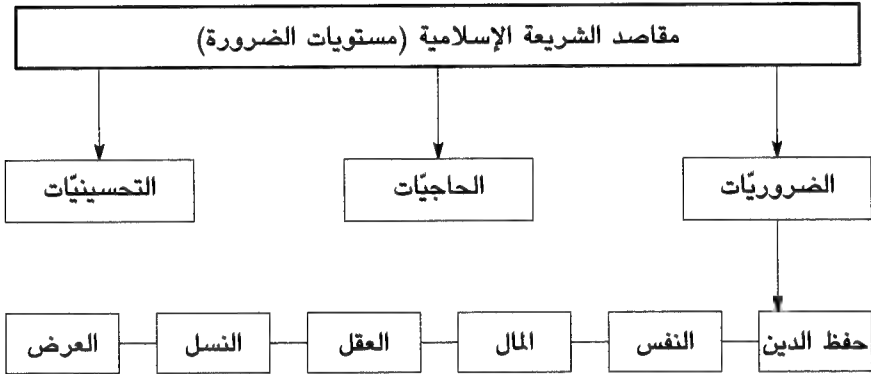 مقاصد الشريعة الإسلامية (مستويات الضرورة)
الضروريّات
الحاجيّات
التحسينيّات
حفظ الدين
النفس
المال
العقل
النسل
العرض